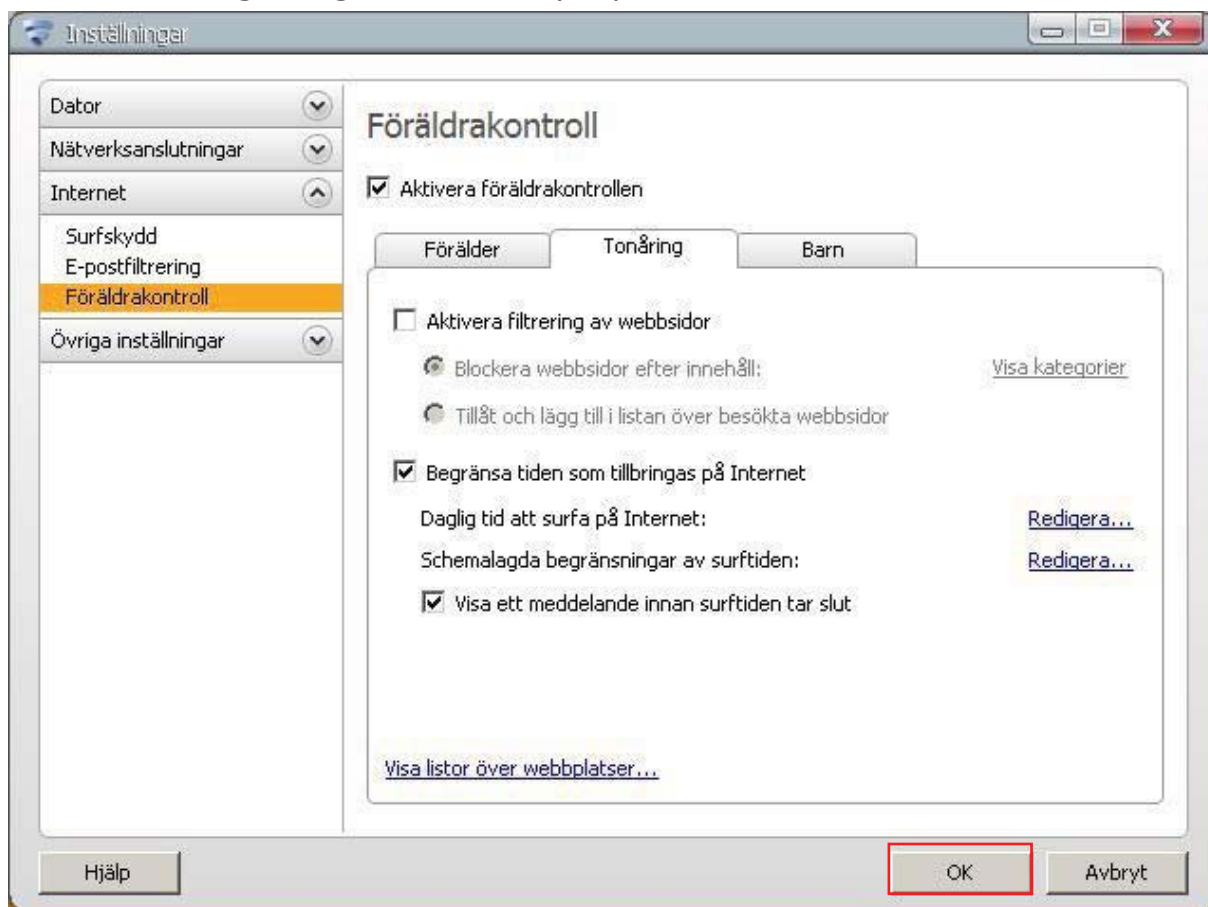 Inställningar
Dator
Nätverksanslutningar
Internet
Surfskydd
E-postfiltrering
Föräldrakontroll
Övriga inställningar
Föräldrakontroll
Aktivera föräldrakontrollen
Förälder
Tonåring
Barn
Aktivera filtrering av webbsidor
Blockera webbsidor efter innehåll:
Visa kategorier
Tillåt och lägg till i listan över besökta webbsidor
Begränsa tiden som tillbringas på Internet
Daglig tid att surfa på Internet:
Redigera...
Schemalagda begränsningar av surftiden:
Redigera...
Visa ett meddelande innan surftiden tar slut
Visa listor över webbplatser...
Hjälp
OK
Avbryt